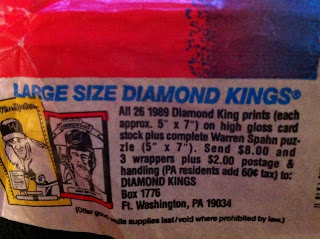 LARGE SIZE DIAMOND KINGS®
All 26 1989 Diamond King prints (each
approx. 5" x 7") on high gloss card
stock plus complete Warren Spahn puz-
zle (5" x 7"). Send $8.00 and
3 wrappers plus $2.00 postage &
handling (PA residents add 60¢ tax) to:
DIAMOND KINGS
Box 1776
Ft. Washington, PA 19034
(Offer good while supplies last/void where prohibited by law.)